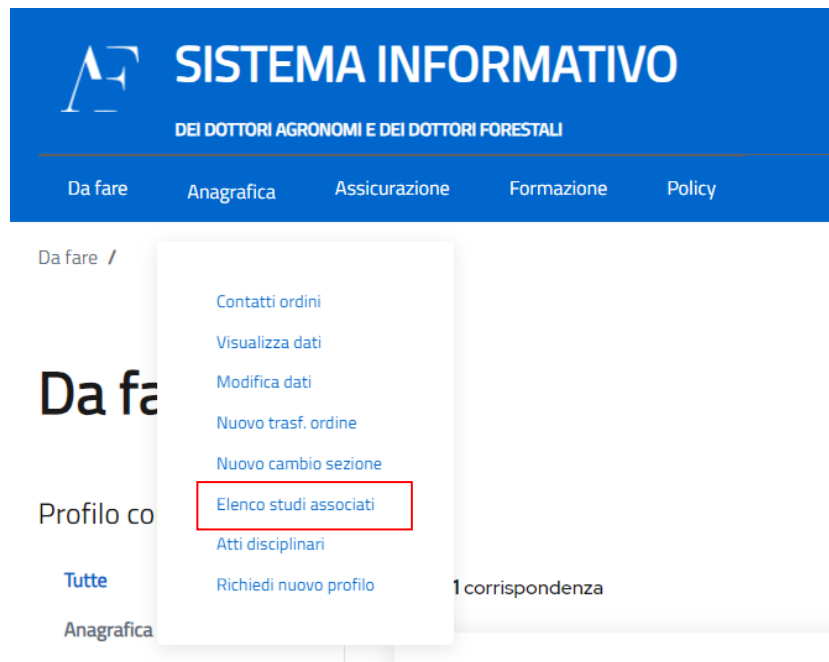 SISTEMA INFORMATIVO
DEI DOTTORI AGRONOMI E DEI DOTTORI FORESTALI
Da fare Anagrafica Assicurazione Formazione Policy
Da fare /
Contatti ordini
Visualizza dati
Modifica dati
Nuovo trasf. ordine
Nuovo cambio sezione
Elenco studi associati
Atti disciplinari
Richiedi nuovo profilo
Da fa
Profilo co
Tutte
Anagrafica
1 corrispondenza